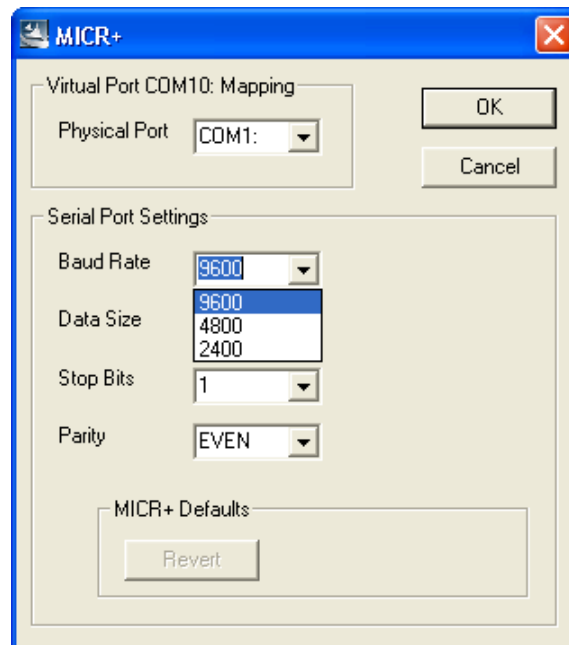 MICR+
Virtual Port COM10: Mapping
Physical Port COM1:
OK
Cancel
Serial Port Settings
Baud Rate 9600
9600
4800
2400
Data Size
Stop Bits 1
Parity EVEN
MICR+ Defaults
Revert